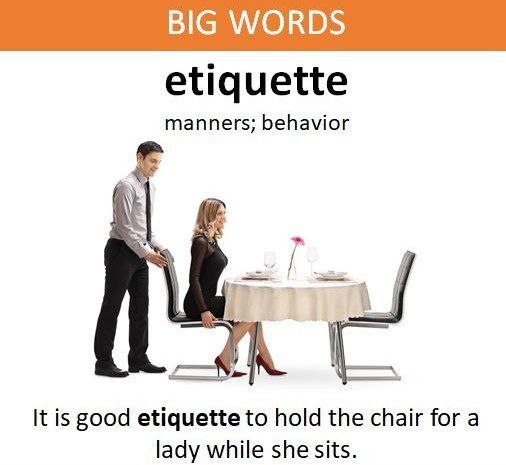 BIG WORDS
etiquette
manners; behavior
It is good etiquette to hold the chair for a
lady while she sits.